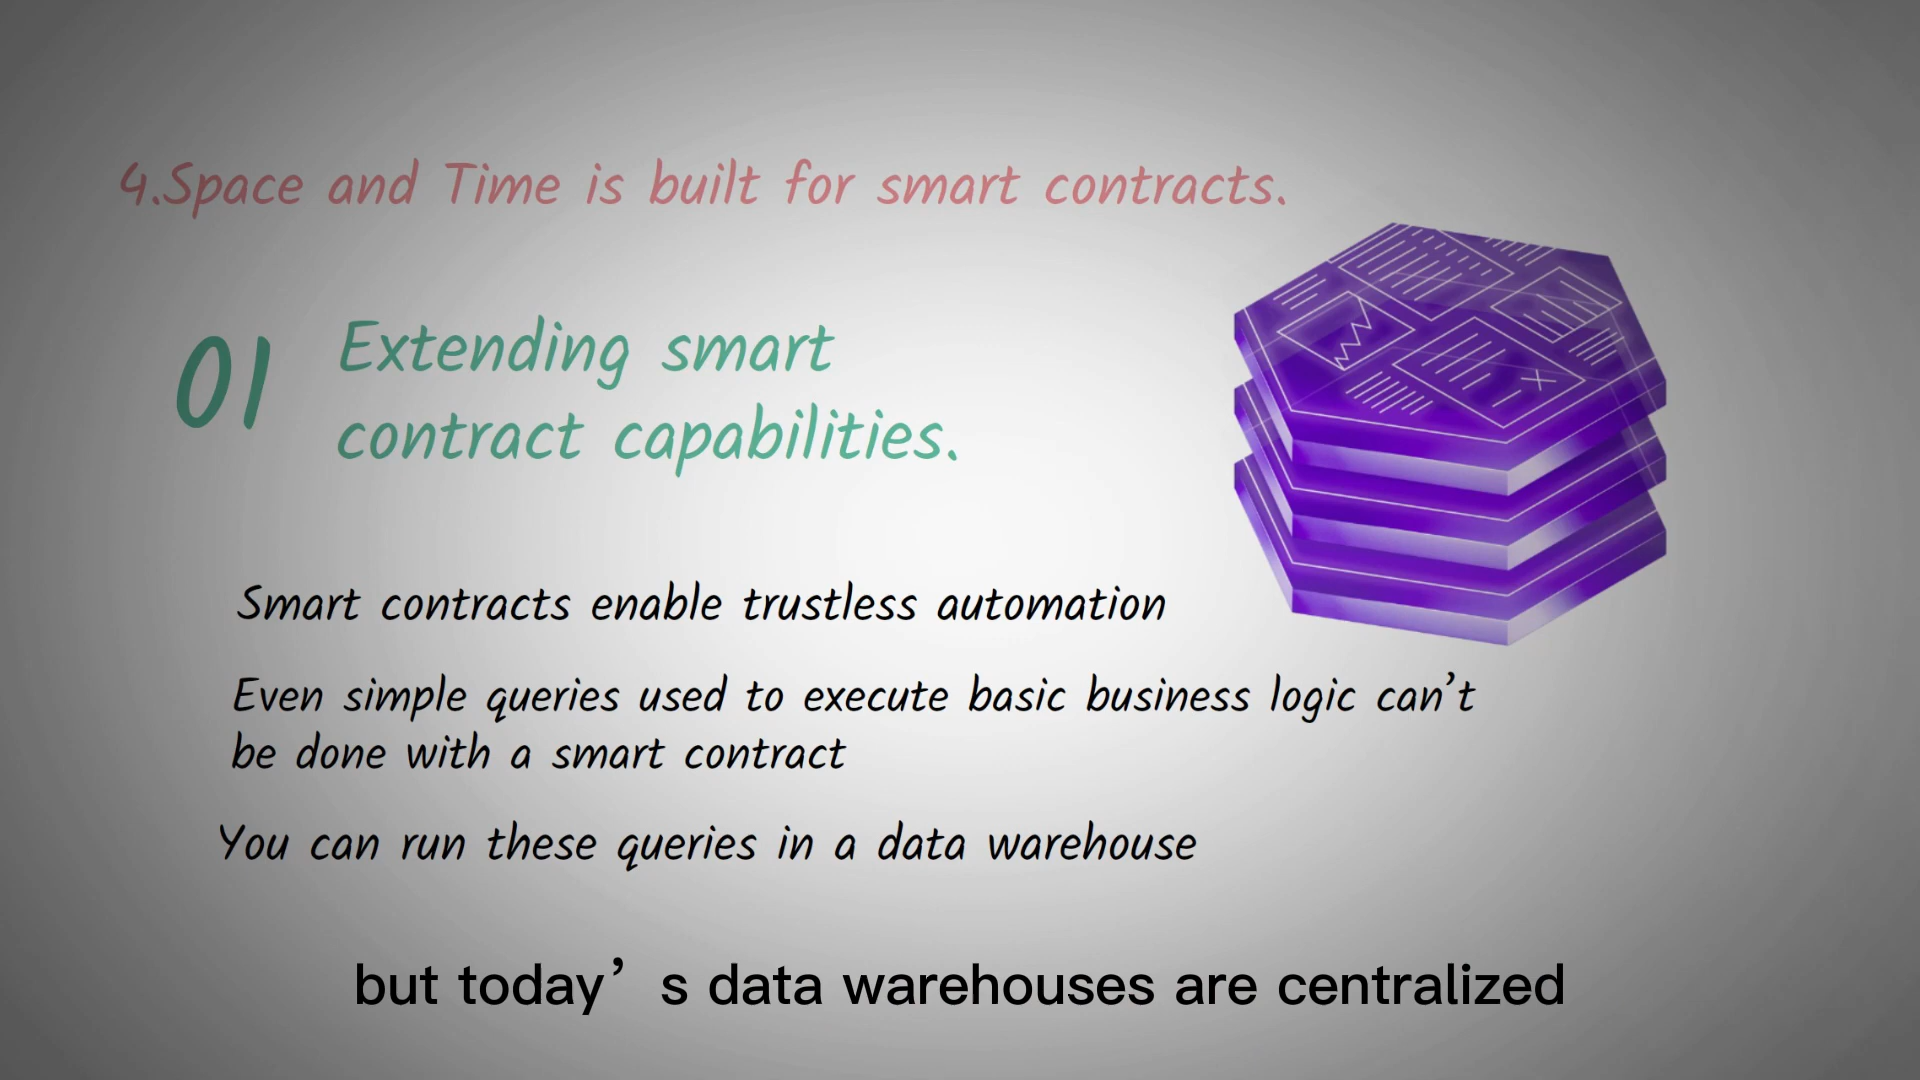 4.Space and Time is built for smart contracts.
01
Extending smart
contract capabilities.
Smart contracts enable trustless automation
Even simple queries used to execute basic business logic can’t
be done with a smart contract
You can run these queries in a data warehouse
but today’s data warehouses are centralized